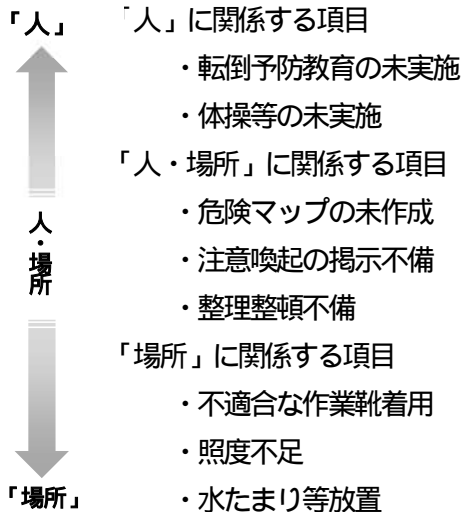 「人」
人・場所
「場所」
「人」に関係する項目
・転倒予防教育の未実施
・体操等の未実施
「人・場所」に関係する項目
・危険マップの未作成
・注意喚起の掲示不備
・整理整頓不備
「場所」に関係する項目
・不適合な作業靴着用
・照度不足
・水たまり等放置